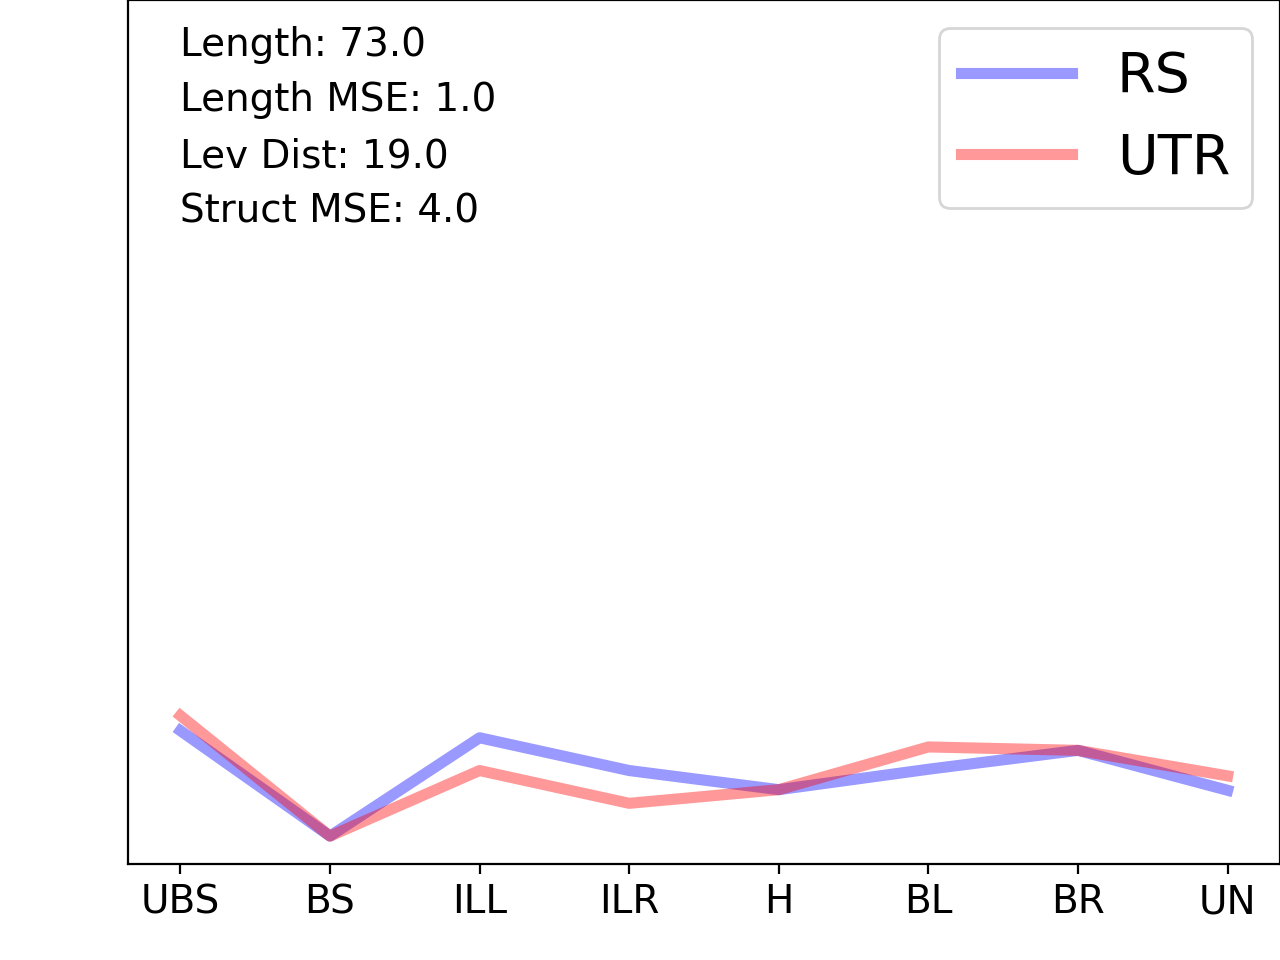 Length: 73.0
Length MSE: 1.0
Lev Dist: 19.0
Struct MSE: 4.0
RS
UTR
UBS BS ILL ILR H BL BR UN